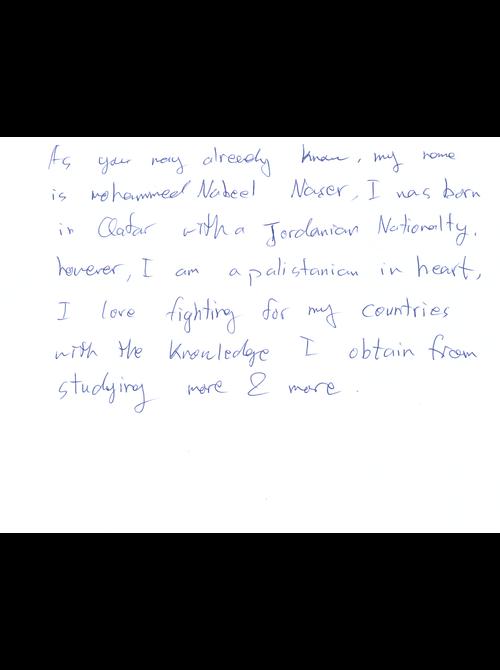 As you may already know, my name
is mohammed Nabeel Naser, I was born
in Qatar with a Jordanian Nationalty.
however, I am a palistanian in heart,
I love fighting for my countries
with the knowledge I obtain from
studying more & more.